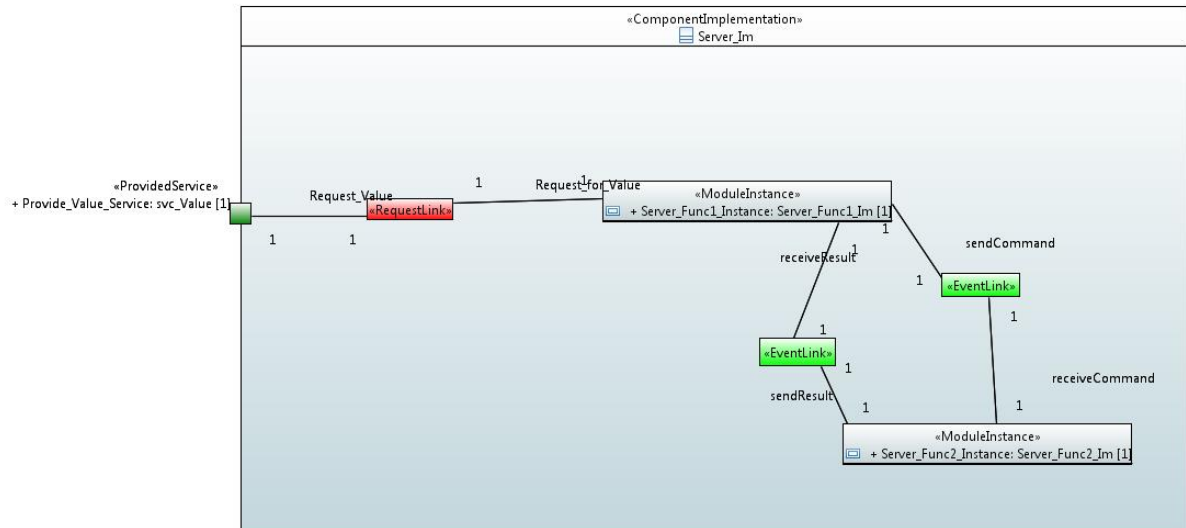 «ComponentImplementation»
Server_Im
«ProvidedService»
+ Provide_Value_Service: svc_Value [1]
Request_Value
1
Request_for_Value
1
«RequestLink»
1
1
«ModuleInstance»
+ Server_Func1_Instance: Server_Func1_Im [1]
1
sendCommand
receiveResult
1
1
«EventLink»
1
1
«EventLink»
1
sendResult
receiveCommand
1
1
«ModuleInstance»
+ Server_Func2_Instance: Server_Func2_Im [1]